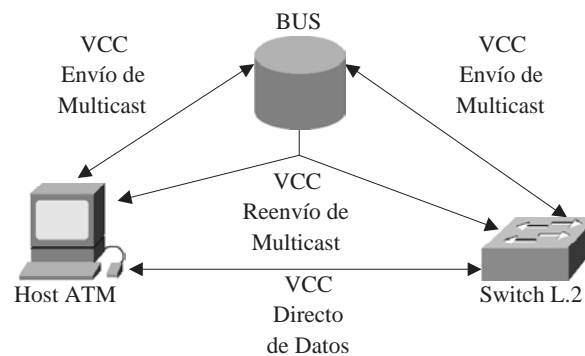 BUS
VCC
Envío de
Multicast
VCC
Envío de
Multicast
VCC
Reenvío de
Multicast
Host ATM
VCC
Directo
de Datos
Switch L.2